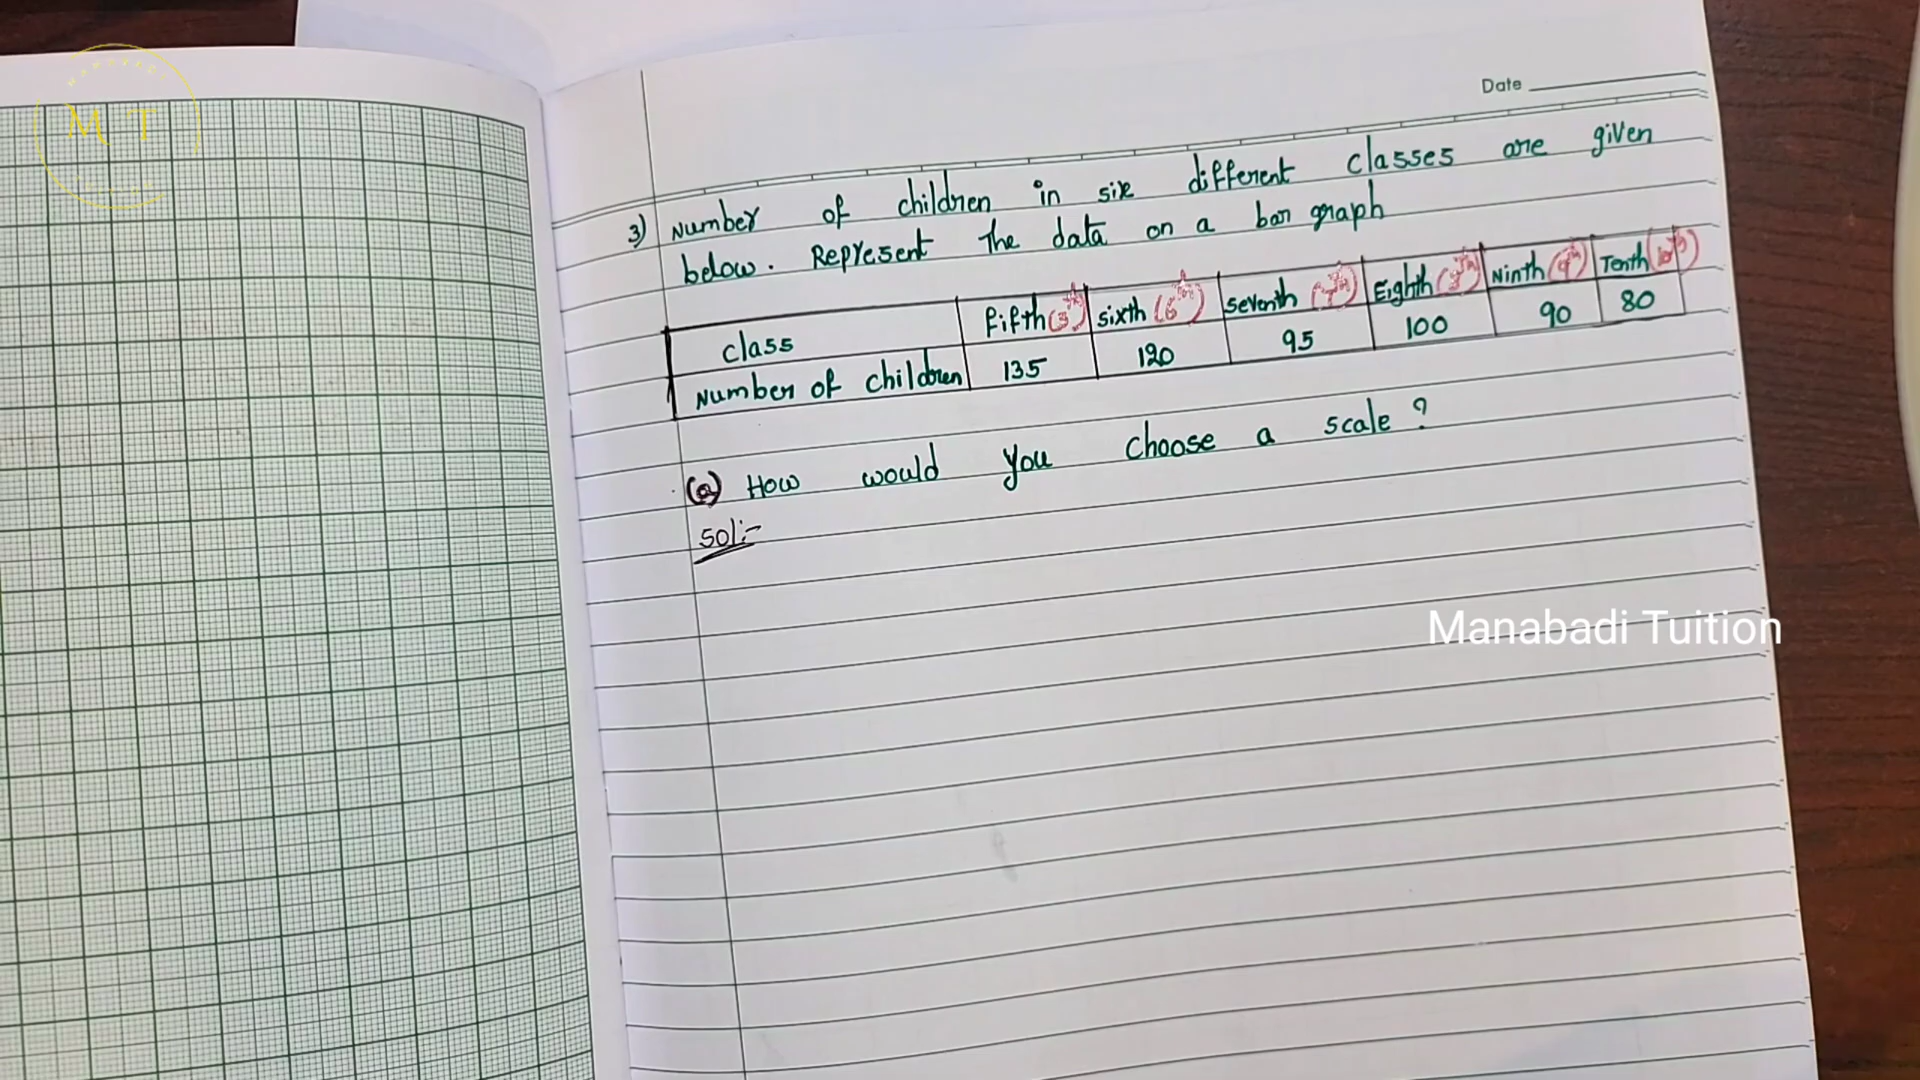 M T
Date
3) Number of children in six different classes are given
below. Represent the data on a bar graph
class Fifth (5th) sixth (6th) Seventh (7th) Eighth (8th) Ninth (9th) Tenth (10th)
Number of children 135 120 95 100 90 80
(a) How would you choose a scale?
Sol:-
Manabadi Tuition